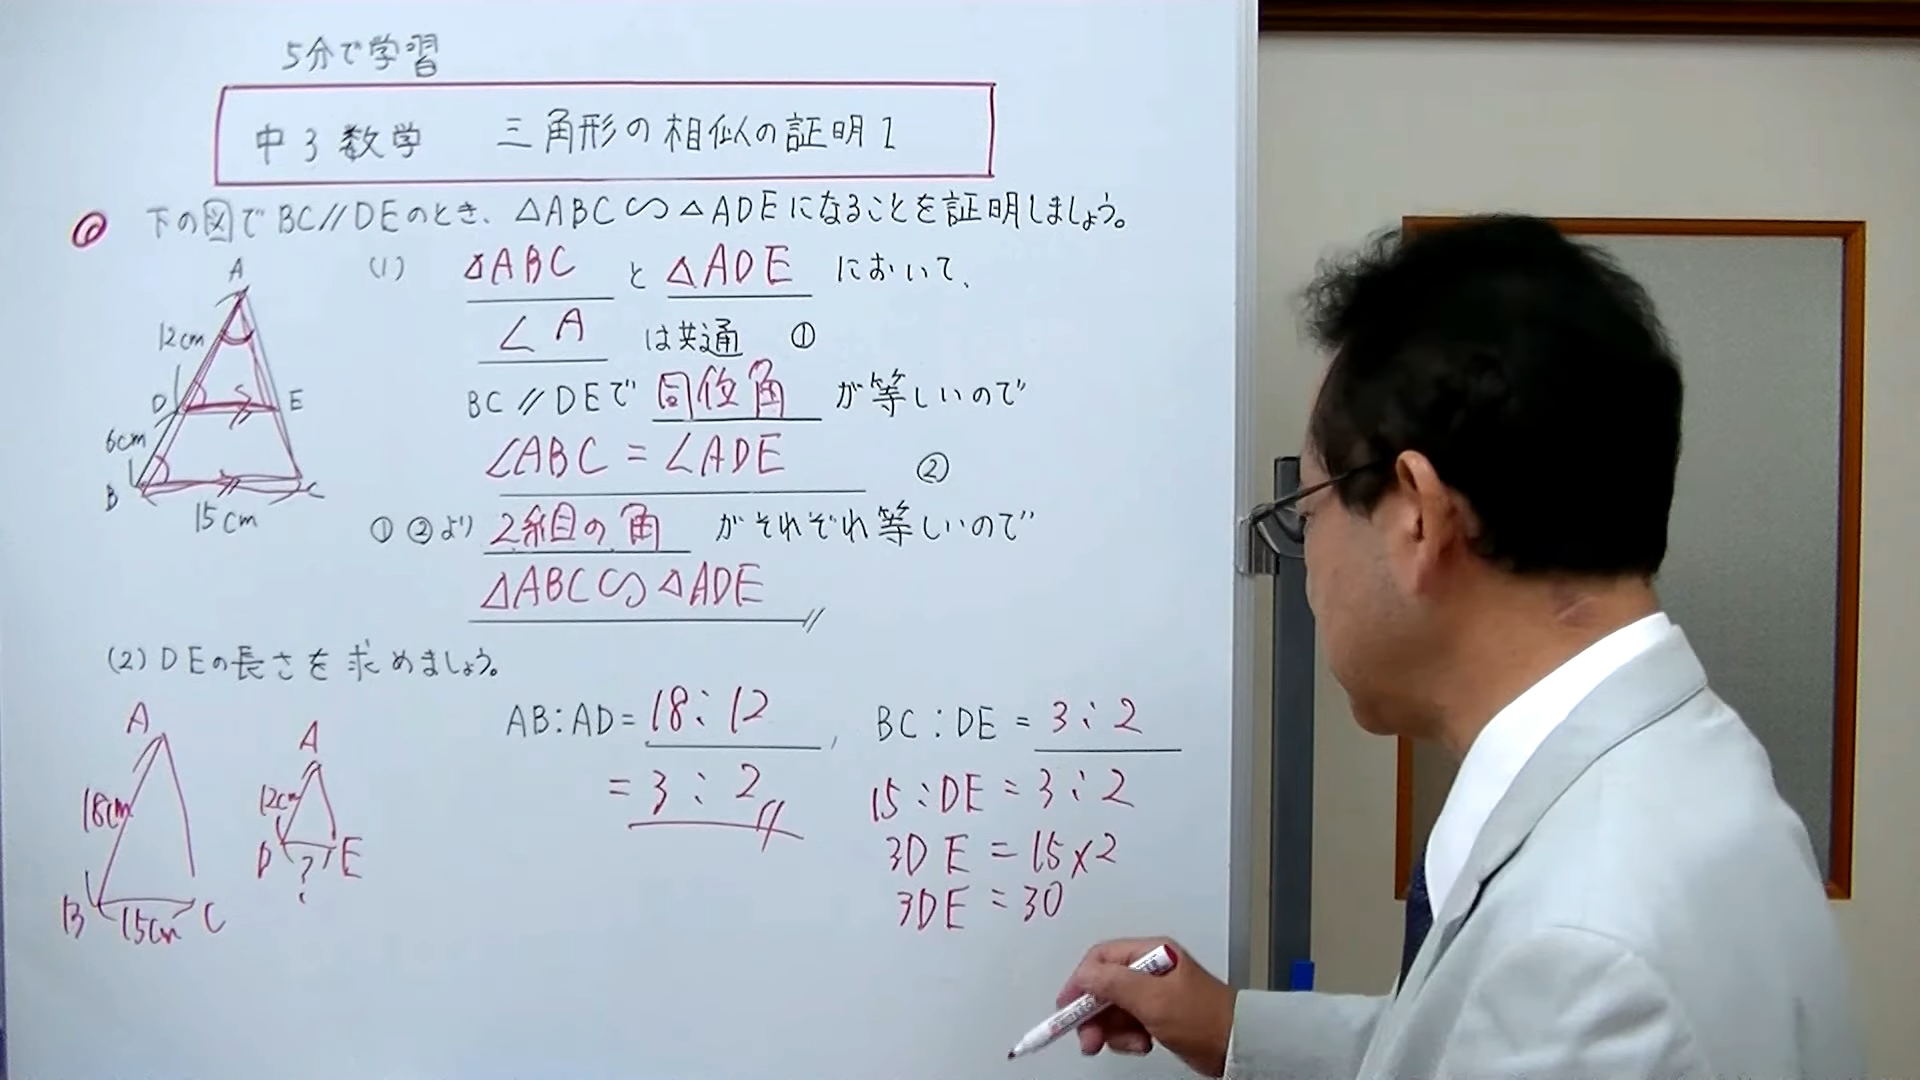 5分で学習
中3数学 三角形の相似の証明1
下の図でBC//DEのとき、△ABC∽△ADEになることを証明しましょう。
A
12cm
D
E
6cm
B
C
15cm
(1) △ABC と △ADE において、
∠A は共通 ①
BC//DEで 同位角 が等しいので
∠ABC = ∠ADE ②
①②より 2組の角 がそれぞれ等しいので
△ABC∽△ADE
(2) DEの長さを求めましょう。
A
18cm
B
15cm
C
A
12cm
D
?
E
AB:AD=18:12,
=3:2
BC:DE=3:2
15:DE=3:2
3DE=15×2
3DE=30